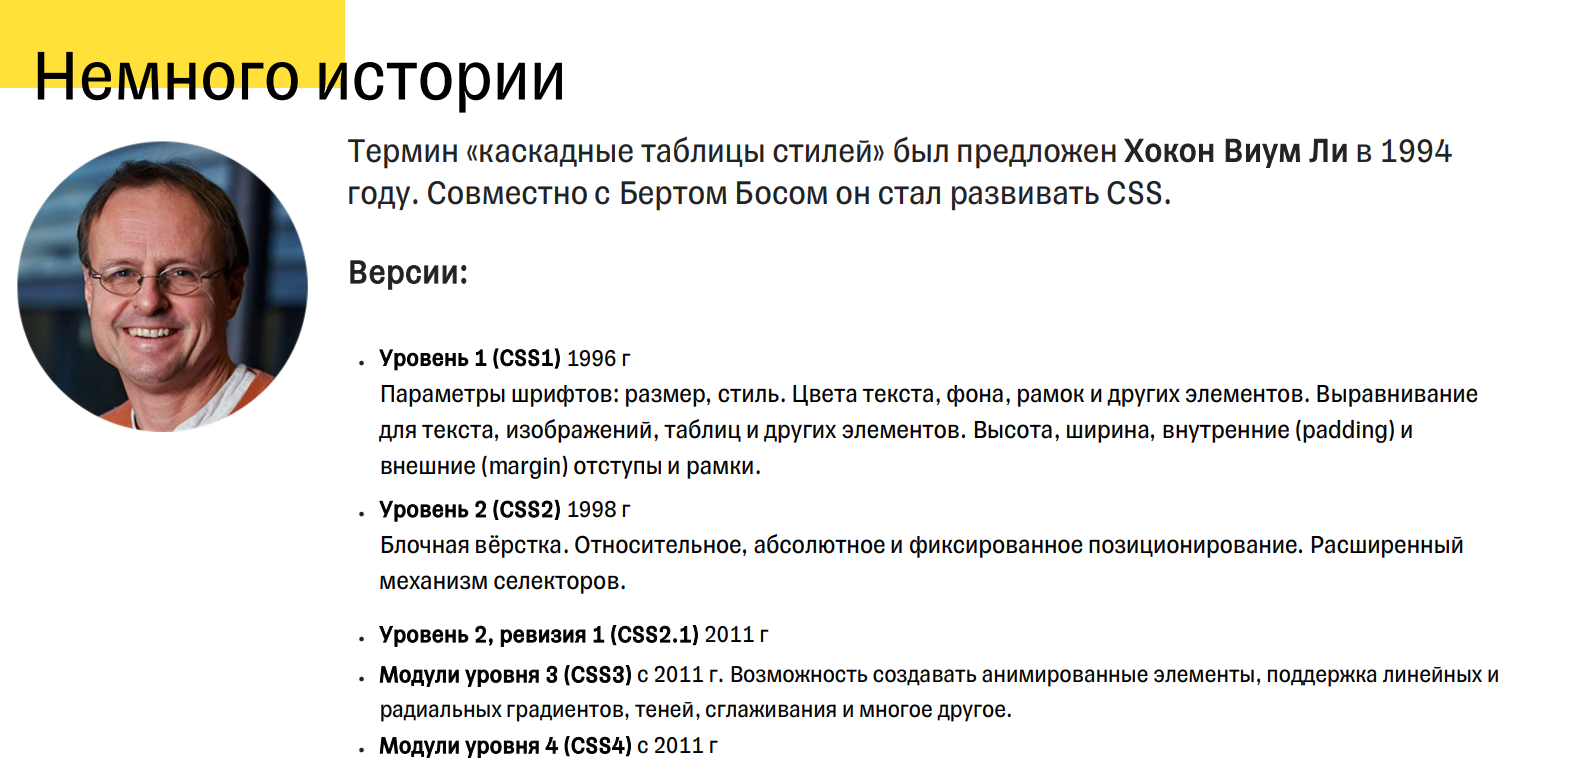 Немного истории
Термин «каскадные таблицы стилей» был предложен Хокон Виум Ли в 1994
году. Совместно с Бертом Босом он стал развивать CSS.
Версии:
• Уровень 1 (CSS1) 1996 г
Параметры шрифтов: размер, стиль. Цвета текста, фона, рамок и других элементов. Выравнивание
для текста, изображений, таблиц и других элементов. Высота, ширина, внутренние (padding) и
внешние (margin) отступы и рамки.
• Уровень 2 (CSS2) 1998 г
Блочная вёрстка. Относительное, абсолютное и фиксированное позиционирование. Расширенный
механизм селекторов.
• Уровень 2, ревизия 1 (CSS2.1) 2011 г
• Модули уровня 3 (CSS3) с 2011 г. Возможность создавать анимированные элементы, поддержка линейных и
радиальных градиентов, теней, сглаживания и многое другое.
• Модули уровня 4 (CSS4) с 2011 г